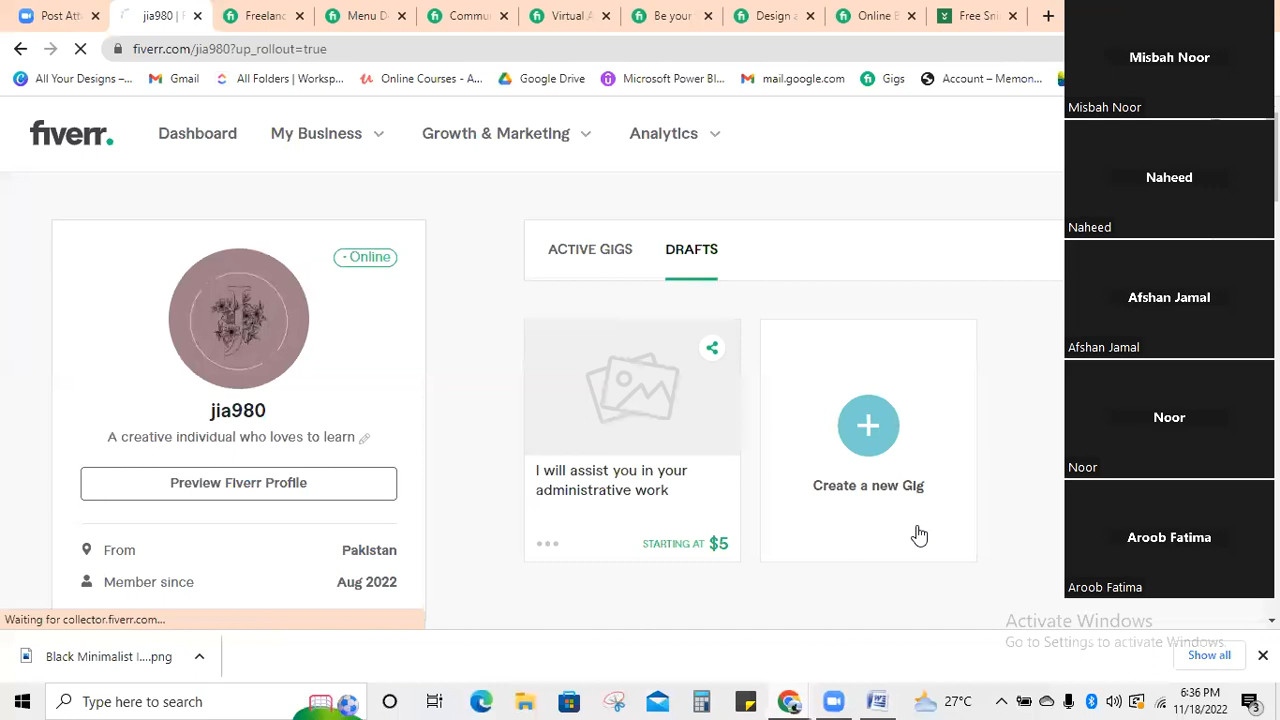 Post Att
jia980 | F
Freelanc
Menu De
Commu
Virtual A
Be your
Design a
Online B
Free Sni
fiverr.com/jia980?up_rollout=true
All Your Designs –...
Gmail
All Folders | Worksp...
Online Courses - A...
Google Drive
Microsoft Power Bl...
mail.google.com
Gigs
Account – Memon...
fiverr.
Dashboard
My Business
Growth & Marketing
Analytics
Online
jia980
A creative individual who loves to learn
Preview Fiverr Profile
From Pakistan
Member since Aug 2022
ACTIVE GIGS DRAFTS
I will assist you in your
administrative work
STARTING AT $5
Create a new Gig
Misbah Noor
Misbah Noor
Naheed
Naheed
Afshan Jamal
Afshan Jamal
Noor
Noor
Aroob Fatima
Aroob Fatima
Activate Windows
Go to Settings to activate Windows.
Waiting for collector.fiverr.com...
Black Minimalist I....png
Show all
Type here to search
27°C
6:36 PM
11/18/2022
3